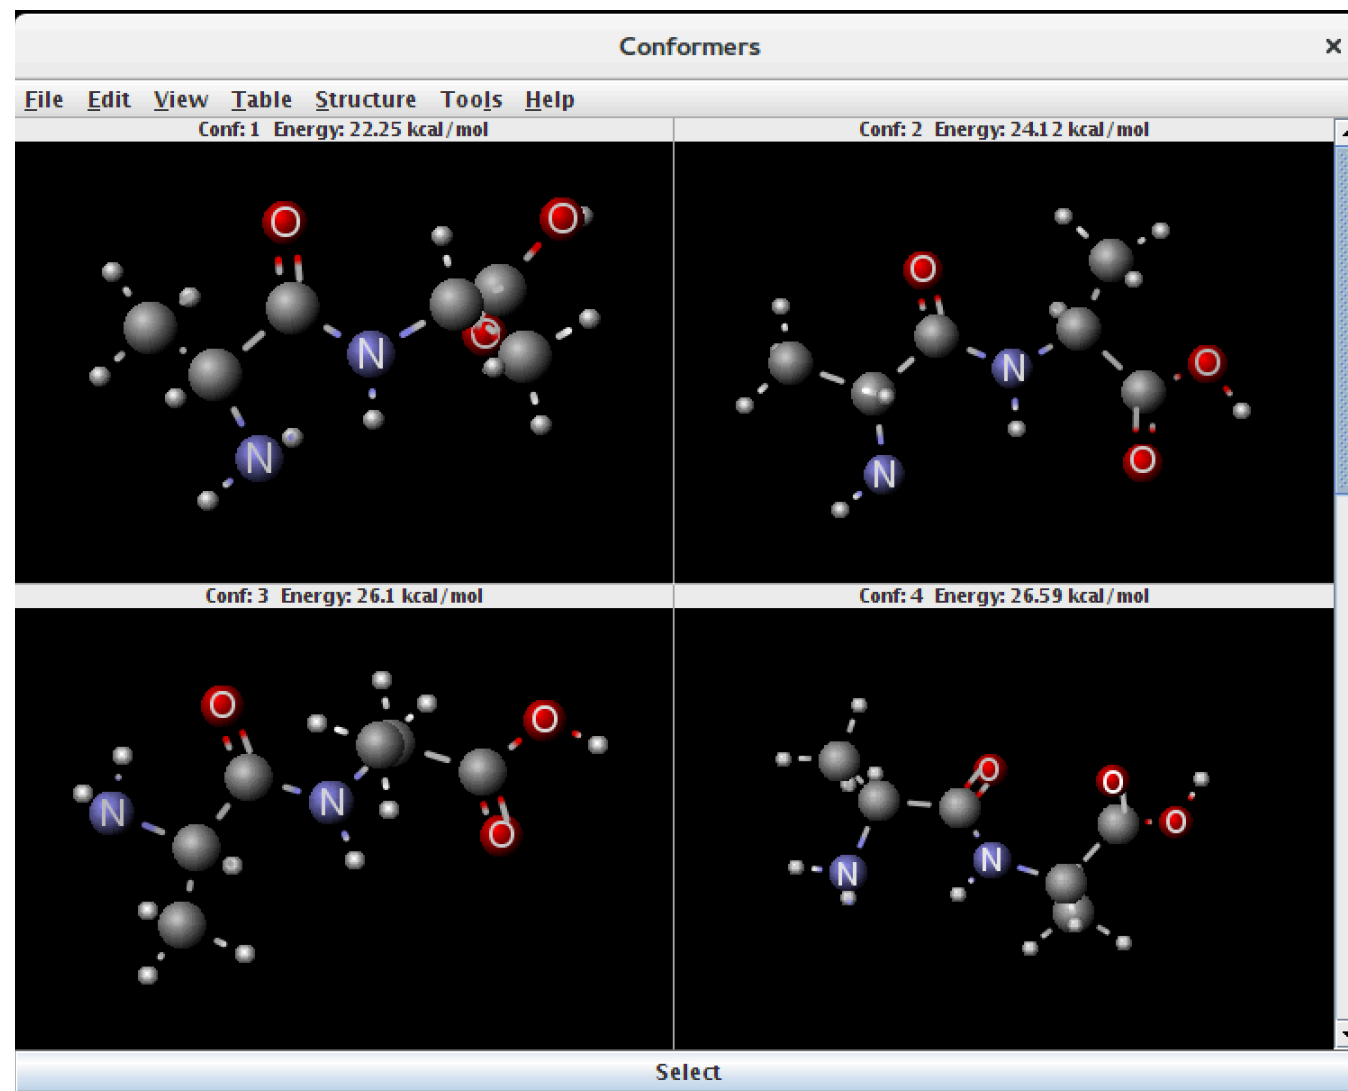 Conformers ×
File Edit View Table Structure Tools Help
Conf: 1 Energy: 22.25 kcal/mol
Conf: 2 Energy: 24.12 kcal/mol
O
O
O
N
N
O
O
O
N
N
Conf: 3 Energy: 26.1 kcal/mol
Conf: 4 Energy: 26.59 kcal/mol
O
O
N
N
O
O
O
O
N
N
Select